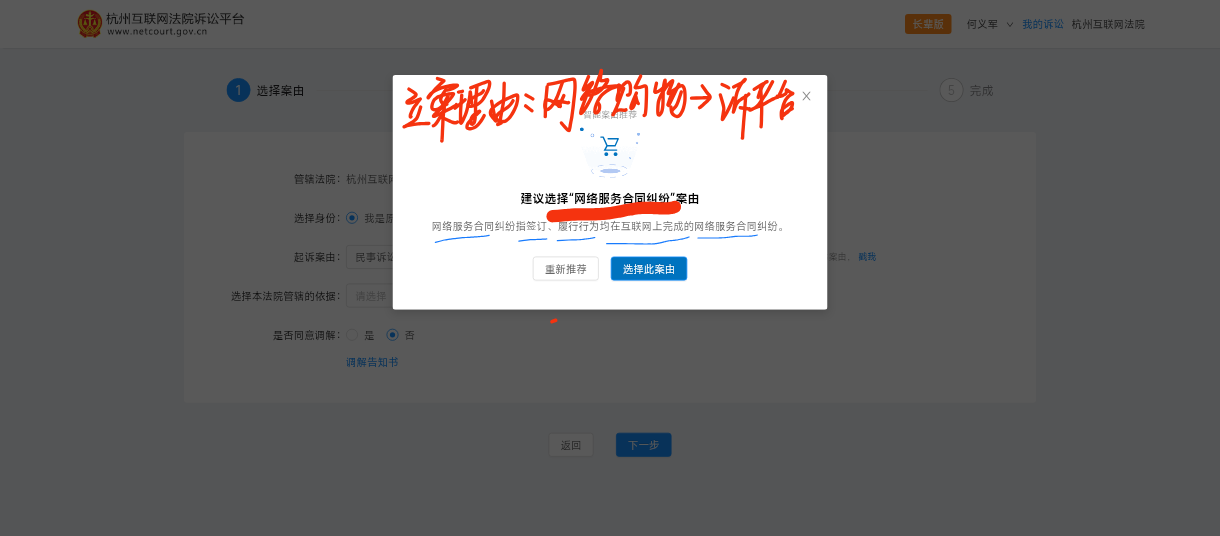 杭州互联网法院诉讼平台
www.netcourt.gov.cn
长辈版 何义军 我的诉讼 杭州互联网法院
1 选择案由
5 完成
立案理由:网络购物→诉平台
智能案由推荐
建议选择“网络服务合同纠纷”案由
网络服务合同纠纷指签订、履行行为均在互联网上完成的网络服务合同纠纷。
重新推荐 选择此案由
管辖法院: 杭州互联网
选择身份: 我是原
起诉案由: 民事诉讼
案由,
选择本法院管辖的依据: 请选择
是否同意调解: 是 否
调解告知书
返回 下一步